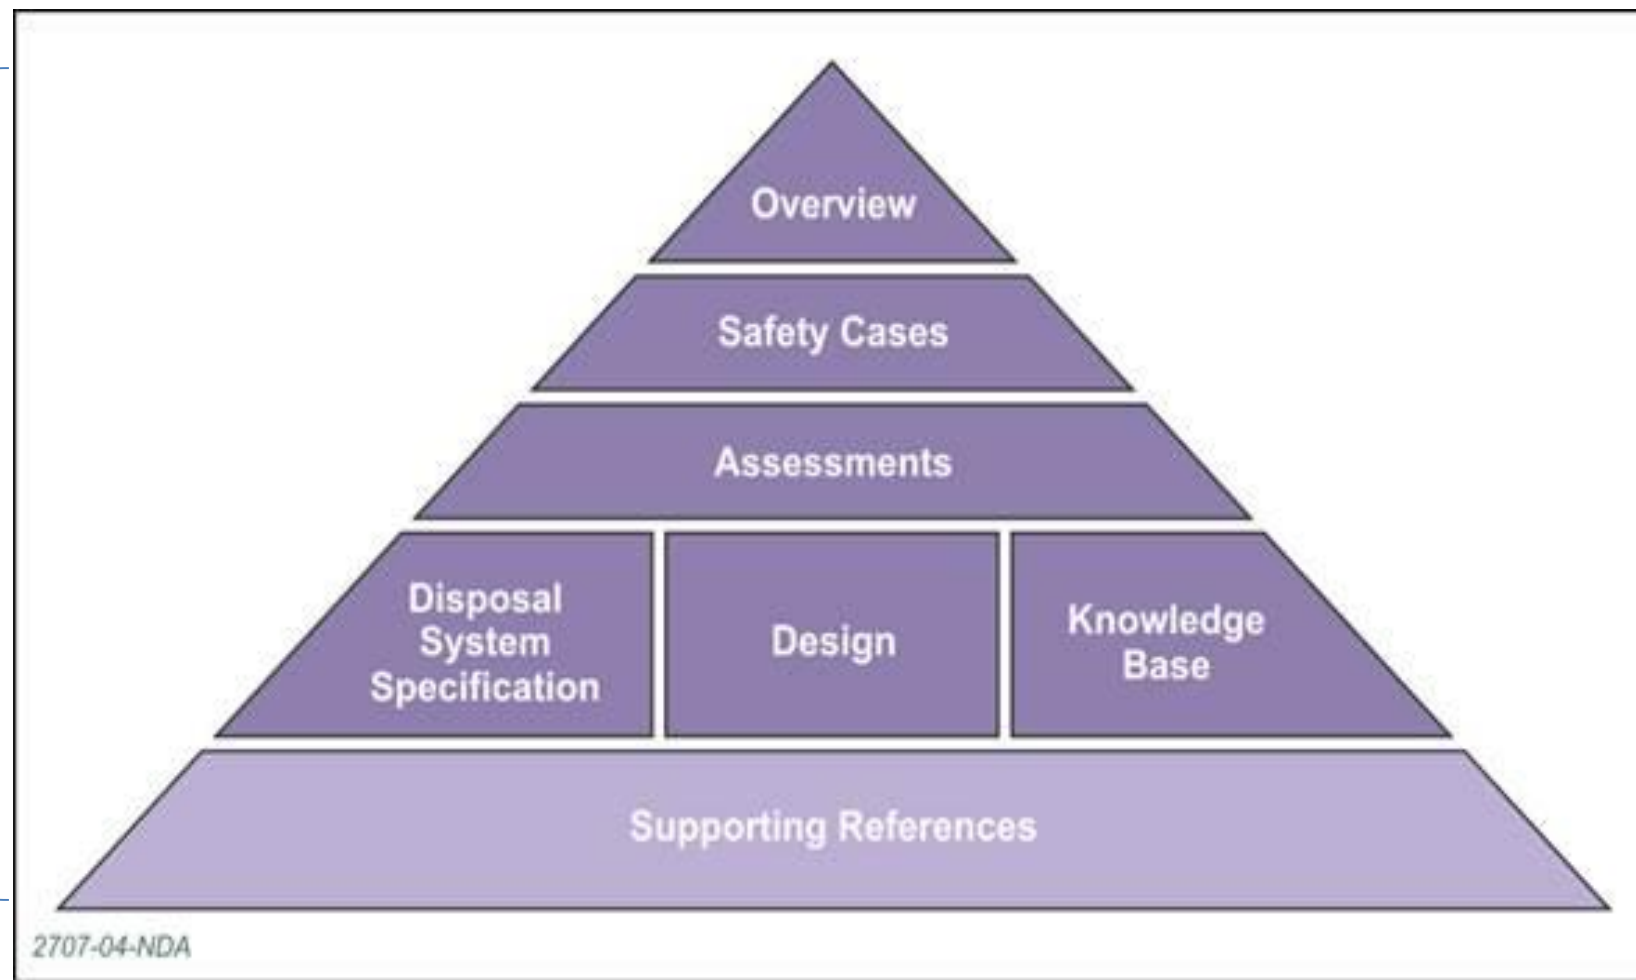 Overview
Safety Cases
Assessments
Disposal
System
Specification
Design
Knowledge
Base
Supporting References
2707-04-NDA